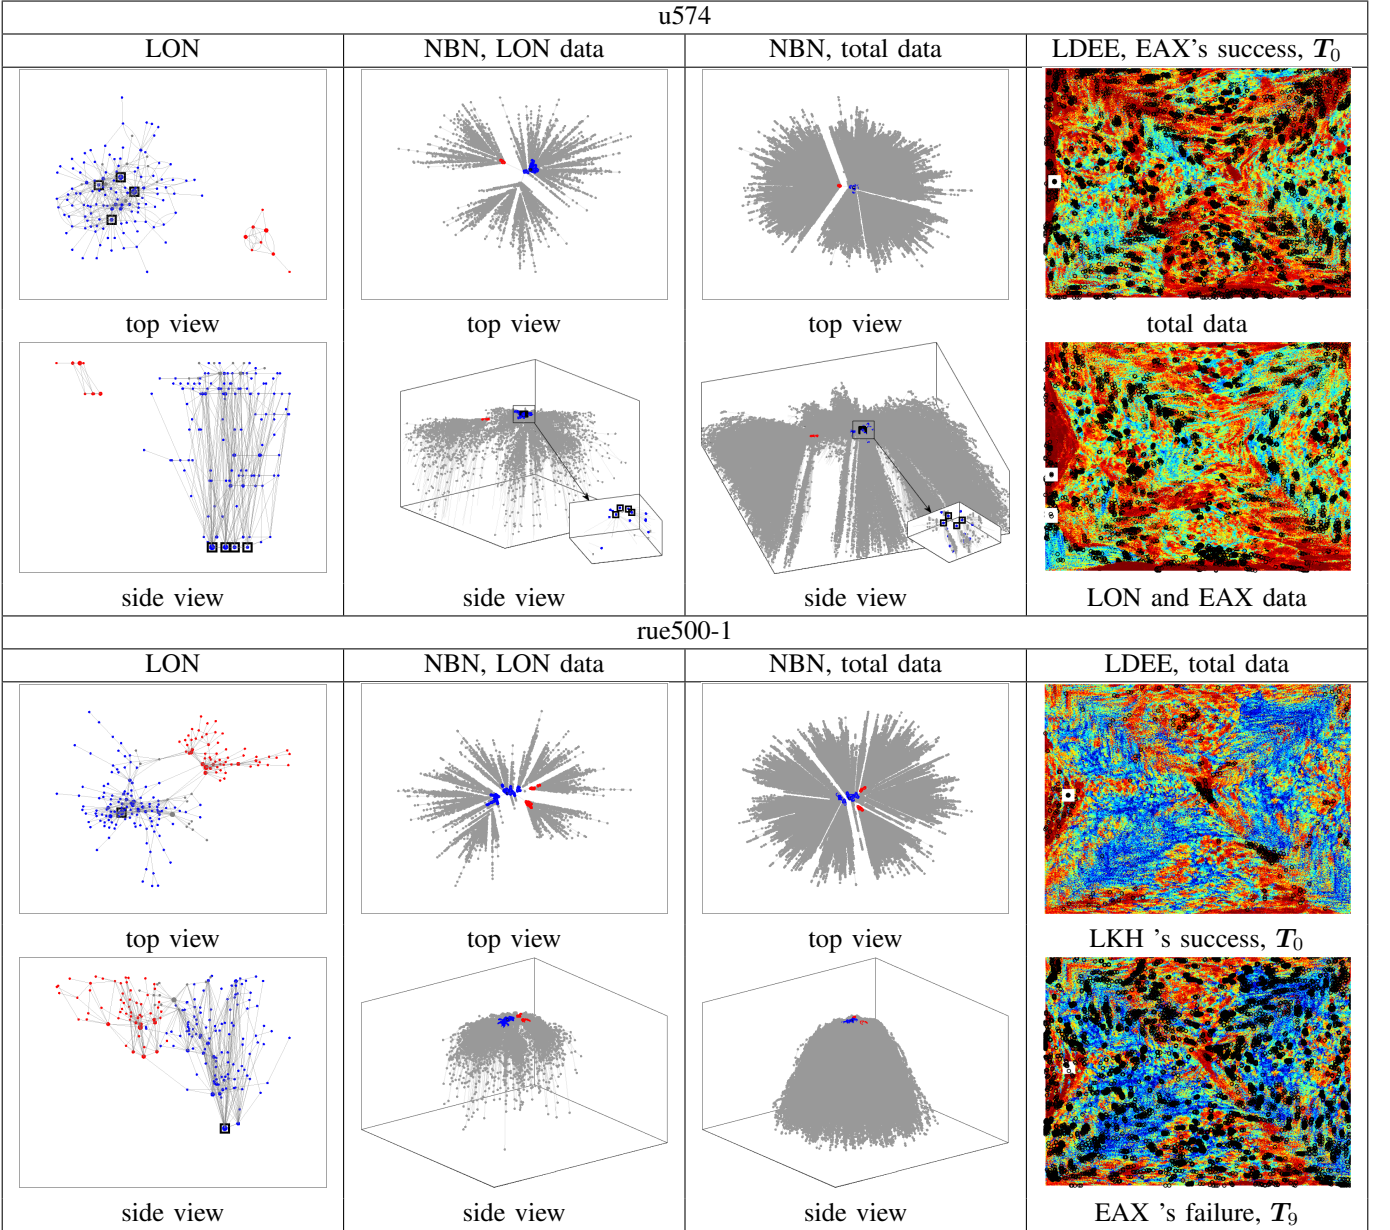 u574
LON NBN, LON data NBN, total data LDEE, EAX's success, T0
top view top view top view total data
side view side view side view LON and EAX data
rue500-1
LON NBN, LON data NBN, total data LDEE, total data
top view top view top view LKH 's success, T0
side view side view side view EAX 's failure, T9